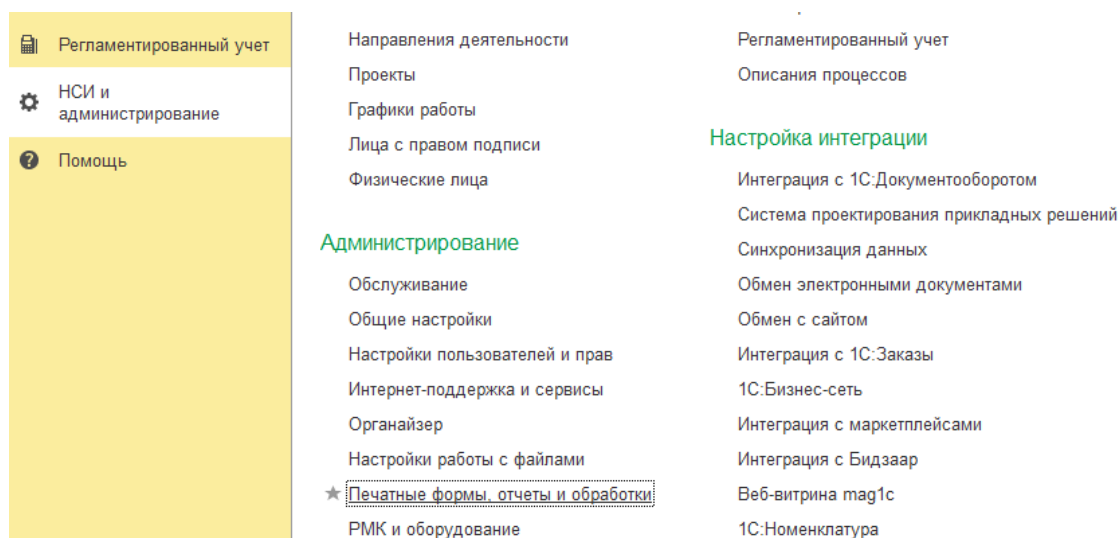 Регламентированный учет
НСИ и
администрирование
Помощь
Направления деятельности
Проекты
Графики работы
Лица с правом подписи
Физические лица
Администрирование
Обслуживание
Общие настройки
Настройки пользователей и прав
Интернет-поддержка и сервисы
Органайзер
Настройки работы с файлами
Печатные формы, отчеты и обработки
РМК и оборудование
Регламентированный учет
Описания процессов
Настройка интеграции
Интеграция с 1С:Документооборотом
Система проектирования прикладных решений
Синхронизация данных
Обмен электронными документами
Обмен с сайтом
Интеграция с 1С:Заказы
1С:Бизнес-сеть
Интеграция с маркетплейсами
Интеграция с Бидзаар
Веб-витрина mag1c
1С:Номенклатура